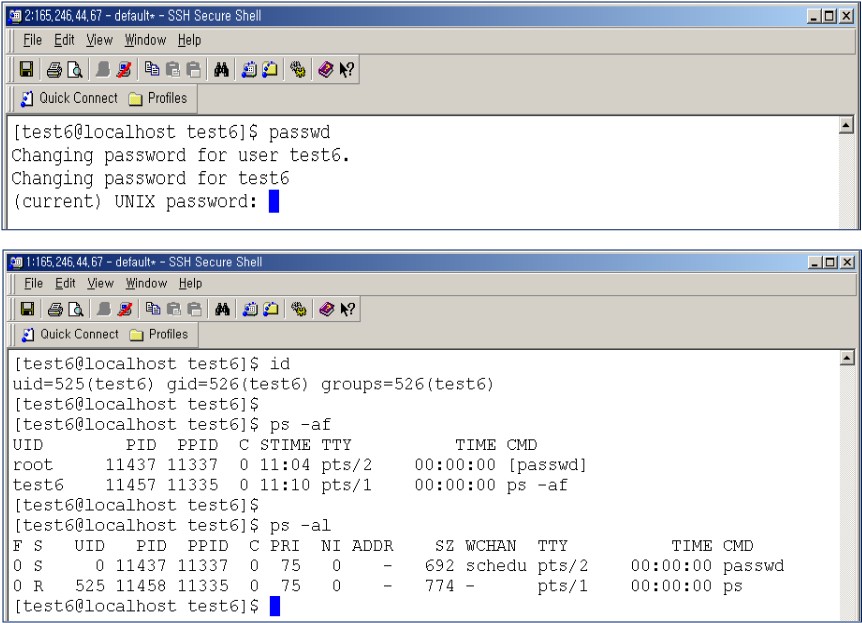 2:165,246,44,67 - default* - SSH Secure Shell
File Edit View Window Help
Quick Connect Profiles
[test6@localhost test6]$ passwd
Changing password for user test6.
Changing password for test6
(current) UNIX password:
1:165,246,44,67 - default* - SSH Secure Shell
File Edit View Window Help
Quick Connect Profiles
[test6@localhost test6]$ id
uid=525(test6) gid=526(test6) groups=526(test6)
[test6@localhost test6]$
[test6@localhost test6]$ ps -af
UID        PID  PPID  C STIME TTY          TIME CMD
root     11437 11337  0 11:04 pts/2    00:00:00 [passwd]
test6    11457 11335  0 11:10 pts/1    00:00:00 ps -af
[test6@localhost test6]$
[test6@localhost test6]$ ps -al
F S   UID   PID  PPID  C PRI  NI ADDR    SZ WCHAN  TTY          TIME CMD
0 S     0 11437 11337  0  75   0    -   692 schedu pts/2    00:00:00 passwd
0 R   525 11458 11335  0  75   0    -   774 -      pts/1    00:00:00 ps
[test6@localhost test6]$